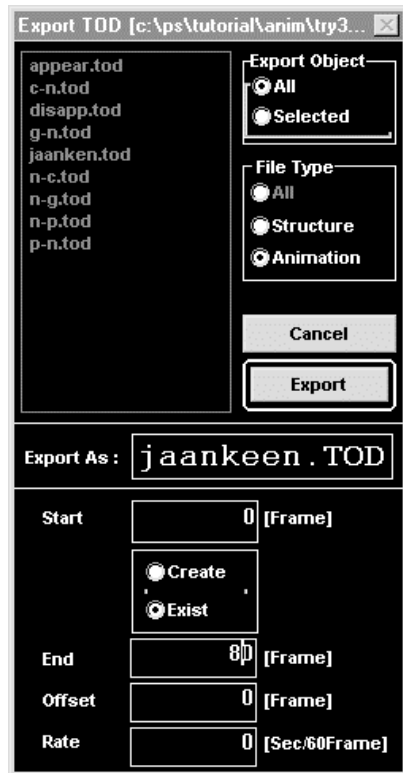 Export TOD [c:\ps\tutorial\anim\try3...
appear.tod
c-n.tod
disapp.tod
g-n.tod
jaanken.tod
n-c.tod
n-g.tod
n-p.tod
p-n.tod
Export Object
All
Selected
File Type
All
Structure
Animation
Cancel
Export
Export As : jaankeen.TOD
Start 0 [Frame]
Create
Exist
End 80 [Frame]
Offset 0 [Frame]
Rate 0 [Sec/60Frame]